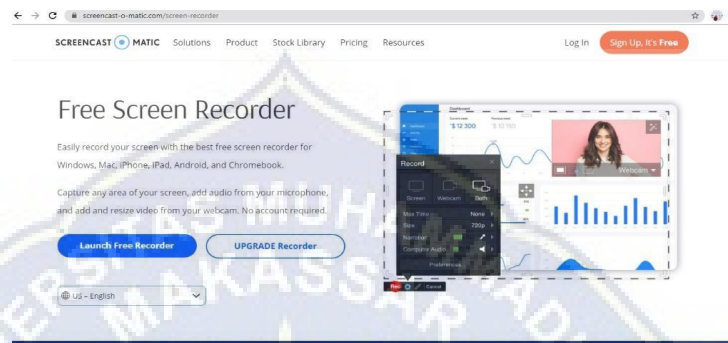 screencast-o-matic.com/screen-recorder
SCREENCAST MATIC Solutions Product Stock Library Pricing Resources Log In Sign Up, It's Free
Free Screen Recorder
Easily record your screen with the best free screen recorder for
Windows, Mac, iPhone, iPad, Android, and Chromebook.
Capture any area of your screen, add audio from your microphone,
and add and resize video from your webcam. No account required.
Launch Free Recorder UPGRADE Recorder
US - English
Dashboard
$ 12 300
Record
Screen Webcam Both
Max Time None
Size 720p
Narration
Computer Audio
Preferences
Rec Cancel
Webcam
MUHA
MAKASSAR